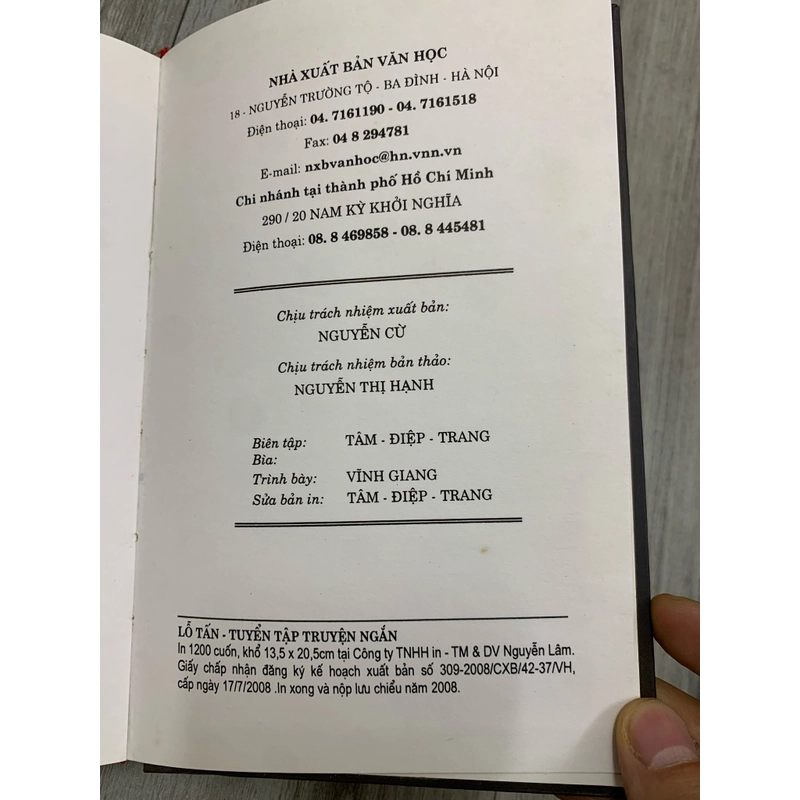 NHÀ XUẤT BẢN VĂN HỌC
18 - NGUYỄN TRƯỜNG TỘ - BA ĐÌNH - HÀ NỘI
Điện thoại: 04. 7161190 - 04. 7161518
Fax: 04 8 294781
E-mail: nxbvanhoc@hn.vnn.vn
Chi nhánh tại thành phố Hồ Chí Minh
290 / 20 NAM KỲ KHỞI NGHĨA
Điện thoại: 08. 8 469858 - 08. 8 445481
Chịu trách nhiệm xuất bản:
NGUYỄN CỪ
Chịu trách nhiệm bản thảo:
NGUYỄN THỊ HẠNH
Biên tập: TÂM - ĐIỆP - TRANG
Bìa:
Trình bày: VĨNH GIANG
Sửa bản in: TÂM - ĐIỆP - TRANG
LỖ TẤN - TUYỂN TẬP TRUYỆN NGẮN
In 1200 cuốn, khổ 13,5 x 20,5cm tại Công ty TNHH in - TM & DV Nguyễn Lâm.
Giấy chấp nhận đăng ký kế hoạch xuất bản số 309-2008/CXB/42-37/VH,
cấp ngày 17/7/2008 .In xong và nộp lưu chiểu năm 2008.